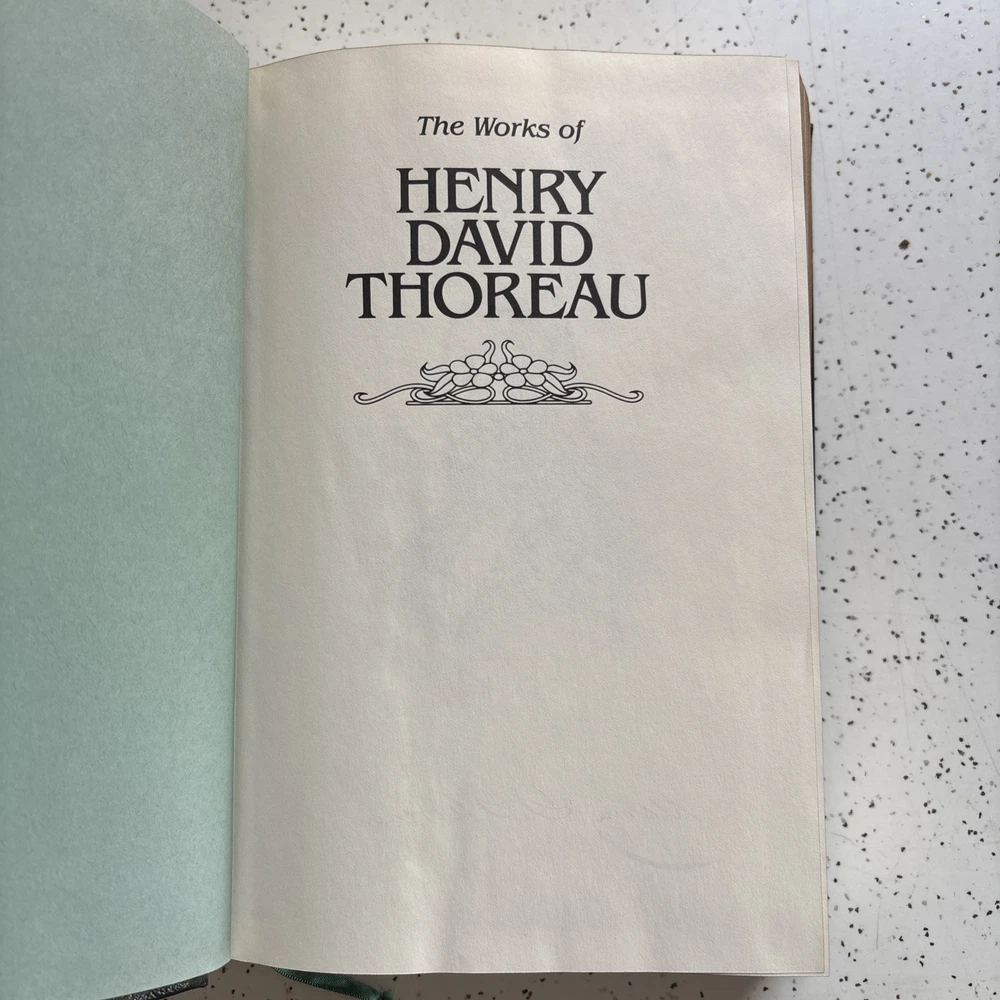 The Works of
HENRY
DAVID
THOREAU